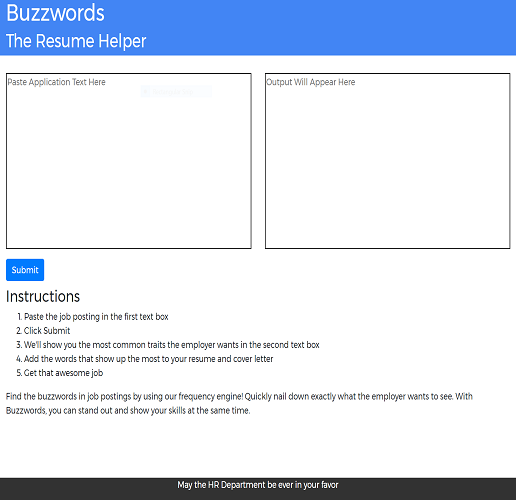 Buzzwords
The Resume Helper
Paste Application Text Here
Output Will Appear Here
Submit
Instructions
1. Paste the job posting in the first text box
2. Click Submit
3. We'll show you the most common traits the employer wants in the second text box
4. Add the words that show up the most to your resume and cover letter
5. Get that awesome job
Find the buzzwords in job postings by using our frequency engine! Quickly nail down exactly what the employer wants to see. With
Buzzwords, you can stand out and show your skills at the same time.
May the HR Department be ever in your favor